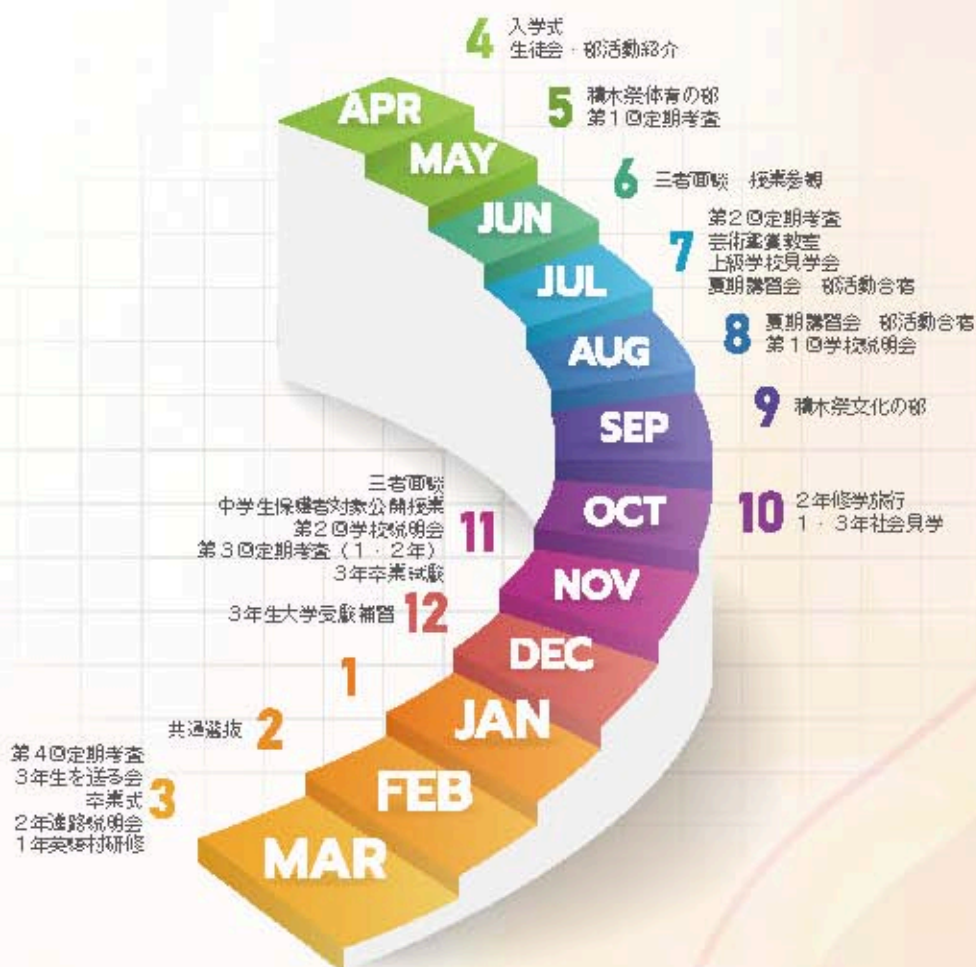 4
入学式
生徒会・部活動紹介
APR
5
積木祭体育の部
第1回定期考査
MAY
6
三者面談 授業参観
JUN
7
第2回定期考査
芸術鑑賞教室
上級学校見学会
夏期講習会 部活動合宿
JUL
8
夏期講習会 部活動合宿
第1回学校説明会
AUG
9
積木祭文化の部
SEP
10
2年修学旅行
1・3年社会見学
OCT
三者面談
中学生保護者対象公開授業
第2回学校説明会
第3回定期考査（1・2年）
3年卒業試験
11
NOV
3年生大学受験補習
12
DEC
1
JAN
共通選抜
2
FEB
第4回定期考査
3年生を送る会
卒業式
2年進路説明会
1年英語村研修
3
MAR